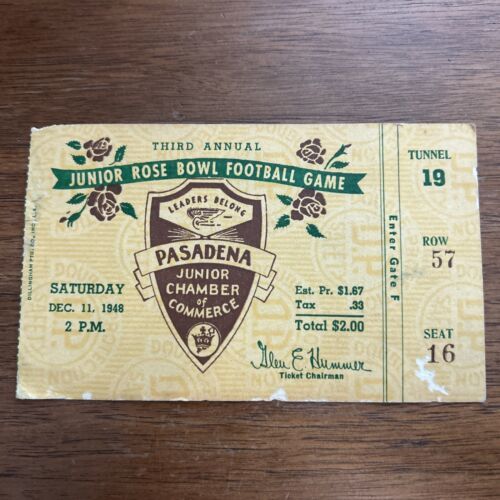 THIRD ANNUAL
JUNIOR ROSE BOWL FOOTBALL GAME
LEADERS BELONG
PASADENA
JUNIOR
CHAMBER
of
COMMERCE
SATURDAY
DEC. 11, 1948
2 P.M.
Est. Pr. $1.67
Tax .33
Total $2.00
Glen E. Hummer
Ticket Chairman
Enter Gate F
TUNNEL
19
ROW
57
SEAT
16